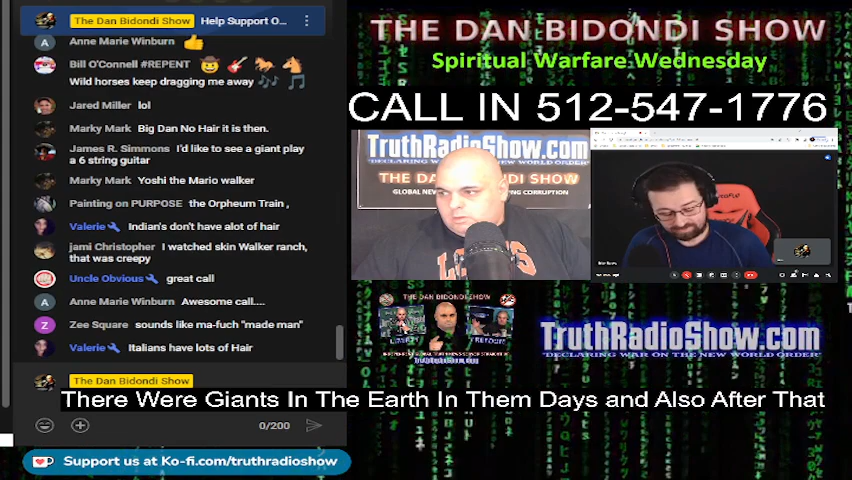 The Dan Bidondi Show Help Support O...
Anne Marie Winburn
Bill O'Connell #REPENT
Wild horses keep dragging me away
Jared Miller lol
Marky Mark Big Dan No Hair it is then.
James R. Simmons I'd like to see a giant play
a 6 string guitar
Marky Mark Yoshi the Mario walker
Painting on PURPOSE the Orpheum Train ,
Valerie Indian's don't have alot of hair
jami Christopher I watched skin Walker ranch,
that was creepy
Uncle Obvious great call
Anne Marie Winburn Awesome call....
Zee Square sounds like ma-fuch "made man"
Valerie Italians have lots of Hair
The Dan Bidondi Show
0/200
Support us at Ko-fi.com/truthradioshow
THE DAN BIDONDI SHOW
Spiritual Warfare Wednesday
CALL IN 512-547-1776
TruthRadioShow.com
DECLARING WAR ON THE NEW WORLD ORDER
THE DAN BIDONDI SHOW
THE DAN BIDONDI SHOW
TruthRadioShow.com
"DECLARING WAR ON THE NEW WORLD ORDER"
There Were Giants In The Earth In Them Days and Also After That